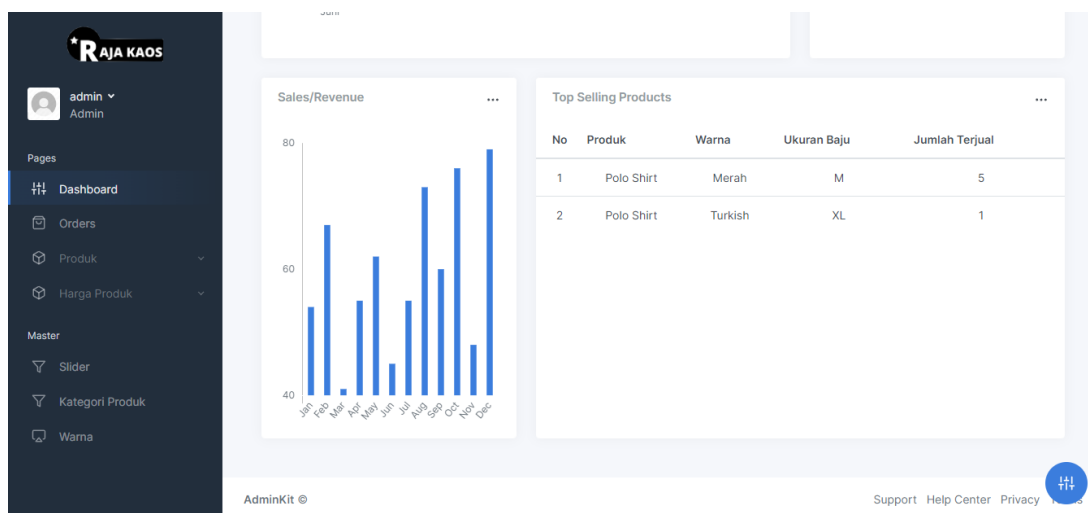 RAJA KAOS
admin
Admin
Pages
Dashboard
Orders
Produk
Harga Produk
Master
Slider
Kategori Produk
Warna
Sales/Revenue
80
60
40
Jan Feb Mar Apr May Jun Jul Aug Sep Oct Nov Dec
Top Selling Products
No Produk Warna Ukuran Baju Jumlah Terjual
1 Polo Shirt Merah M 5
2 Polo Shirt Turkish XL 1
AdminKit ©
Support Help Center Privacy